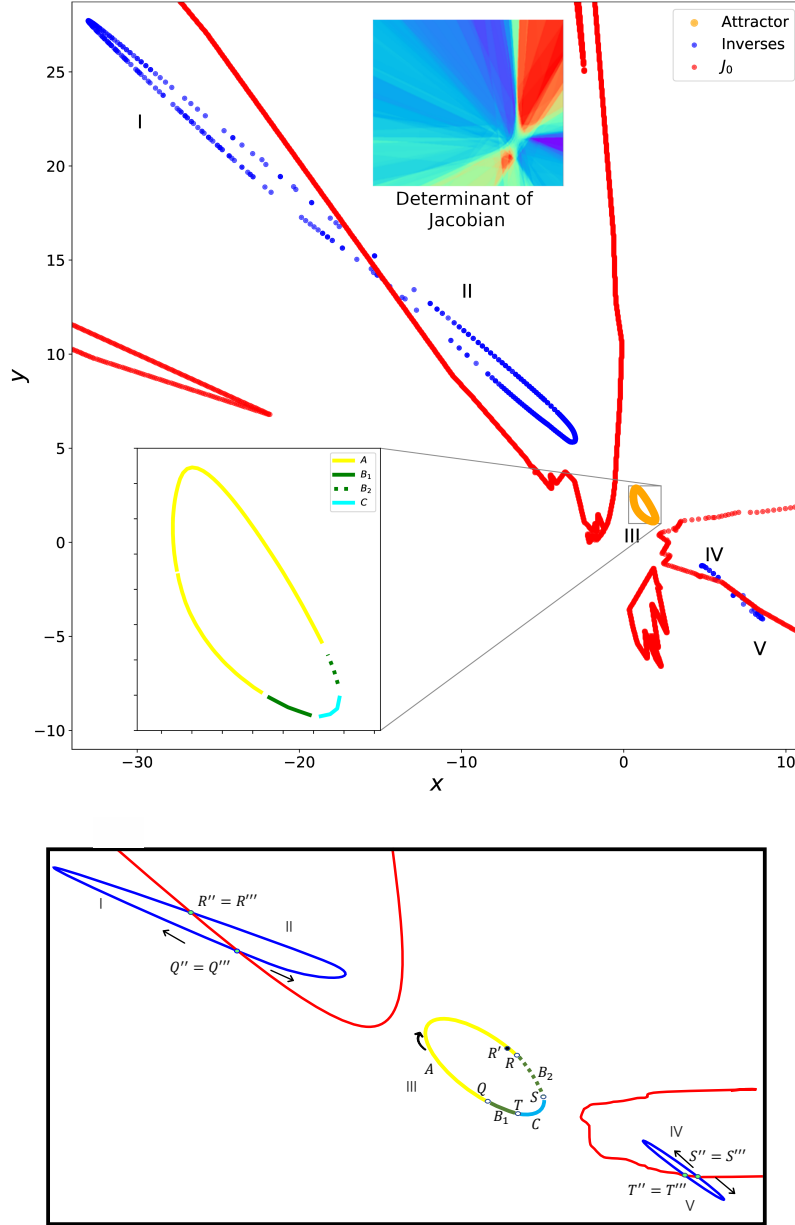 Attractor
Inverses
J₀
25
20
15
10
5
0
−5
−10
y
I
II
III
IV
V
Determinant of
Jacobian
A
B₁
B₂
C
−30
−20
−10
0
10
x
R'' = R'''
I
II
Q'' = Q'''
R'
R
A
III
Q
B₂
S
T
B₁
C
IV
S'' = S'''
T'' = T'''
V